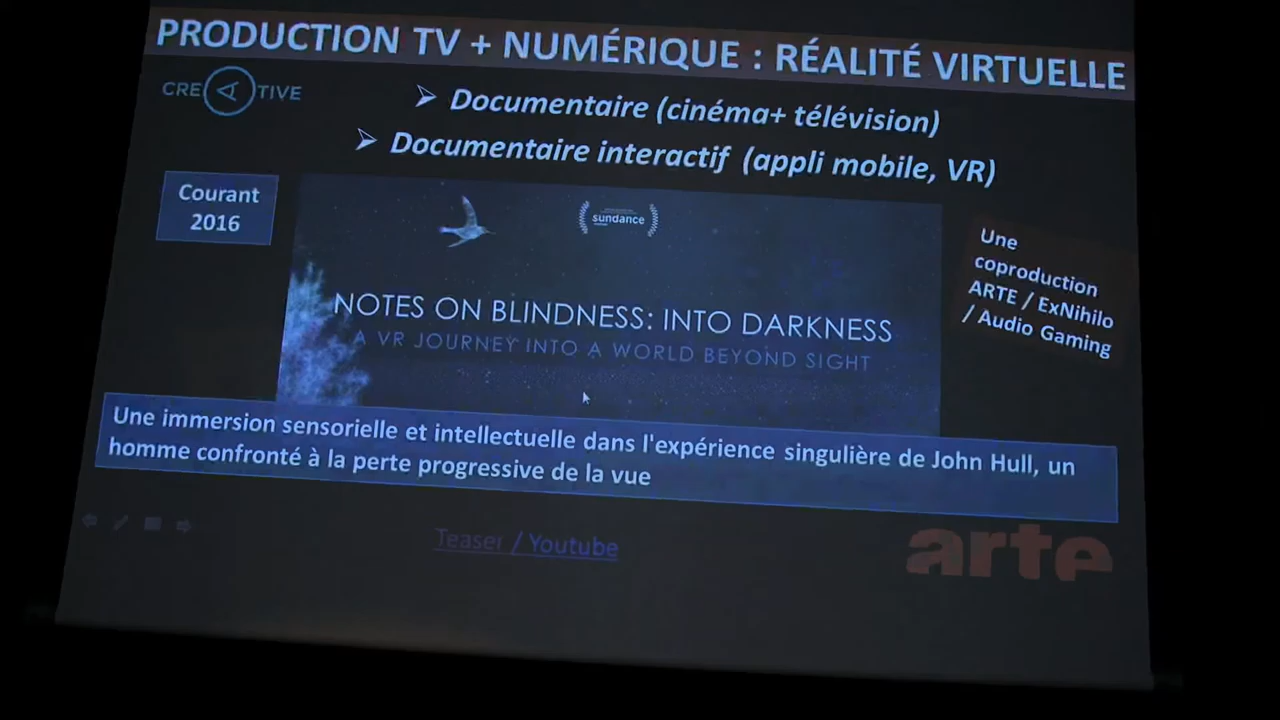 PRODUCTION TV + NUMÉRIQUE : RÉALITÉ VIRTUELLE
CRE TIVE
Documentaire (cinéma+ télévision)
Documentaire interactif (appli mobile, VR)
Courant
2016
sundance
Une
coproduction
ARTE / ExNihilo
/ Audio Gaming
NOTES ON BLINDNESS: INTO DARKNESS
A VR JOURNEY INTO A WORLD BEYOND SIGHT
Une immersion sensorielle et intellectuelle dans l'expérience singulière de John Hull, un
homme confronté à la perte progressive de la vue
Teaser / Youtube
arte